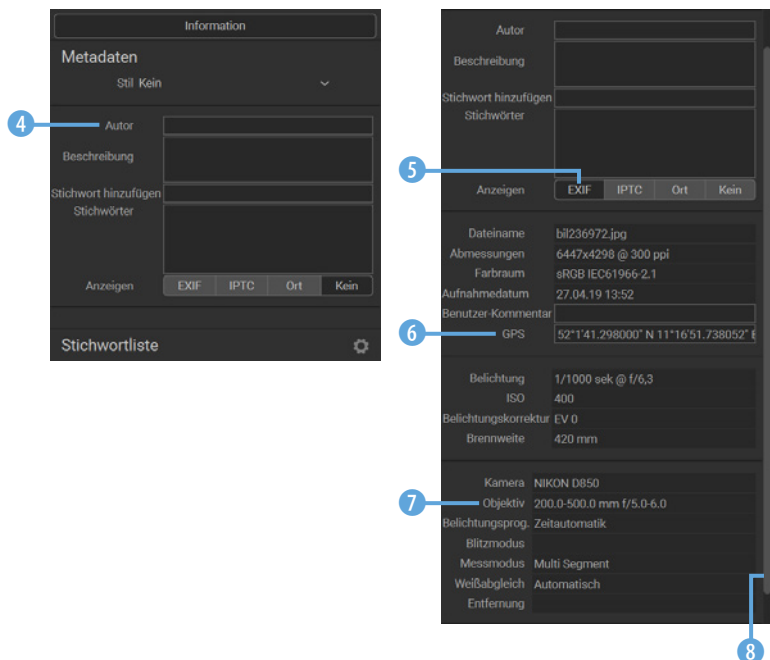 Information
Metadaten
Stil Kein
4
Autor
Beschreibung
Stichwort hinzufügen
Stichwörter
Anzeigen EXIF IPTC Ort Kein
Stichwortliste
Autor
Beschreibung
Stichwort hinzufügen
Stichwörter
5
Anzeigen EXIF IPTC Ort Kein
Dateiname bil236972.jpg
Abmessungen 6447x4298 @ 300 ppi
Farbraum sRGB IEC61966-2.1
Aufnahmedatum 27.04.19 13:52
Benutzer-Kommentar
6
GPS 52°1'41.298000" N 11°16'51.738052" E
Belichtung 1/1000 sek @ f/6,3
ISO 400
Belichtungskorrektur EV 0
Brennweite 420 mm
Kamera NIKON D850
7
Objektiv 200.0-500.0 mm f/5.0-6.0
Belichtungsprog. Zeitautomatik
Blitzmodus
Messmodus Multi Segment
Weißabgleich Automatisch
Entfernung
8